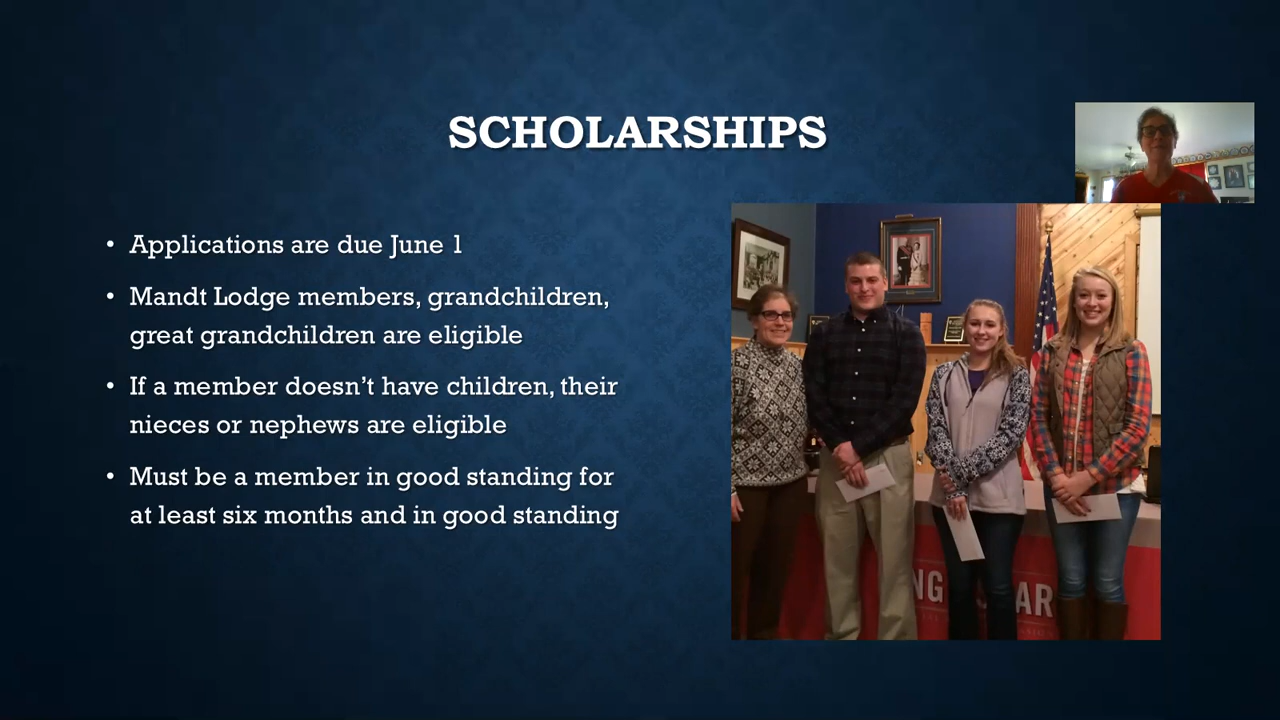 SCHOLARSHIPS
• Applications are due June 1
• Mandt Lodge members, grandchildren,
great grandchildren are eligible
• If a member doesn't have children, their
nieces or nephews are eligible
• Must be a member in good standing for
at least six months and in good standing
NG
AR